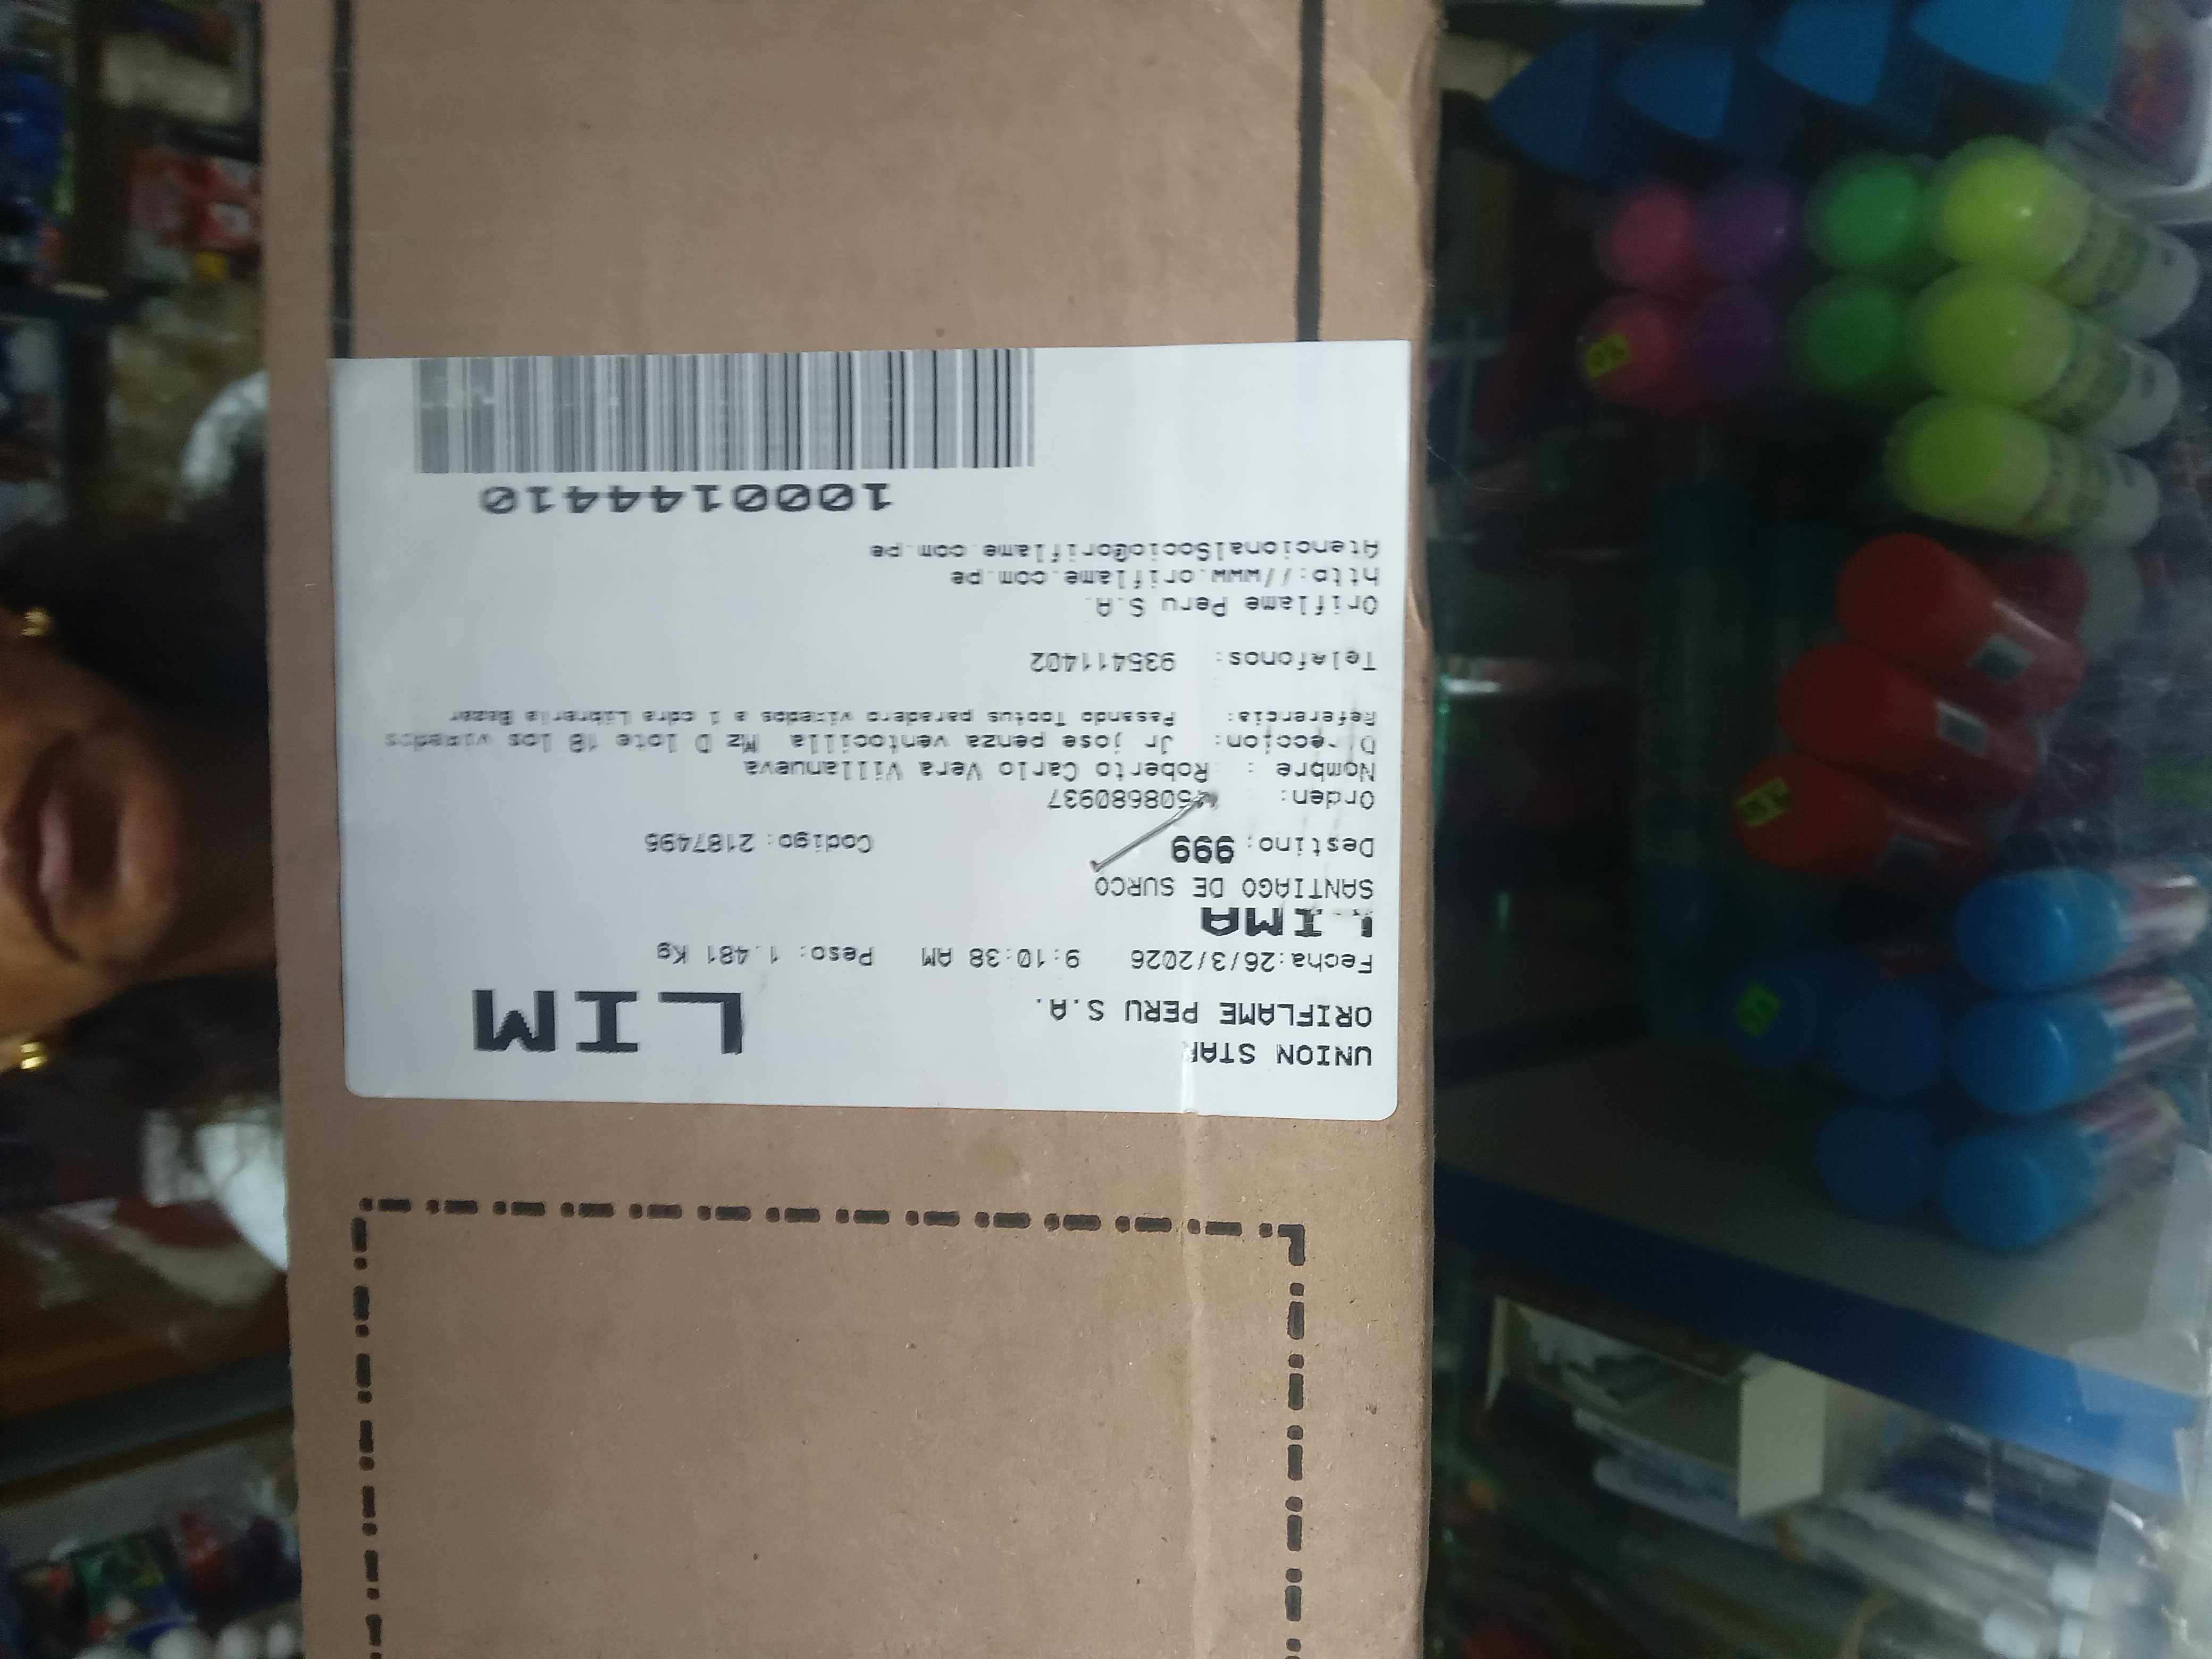 UNION STAR
ORIFLAME PERU S.A.
LIM
Fecha:26/3/2026 9:10:38 AM Peso: 1.481 Kg
LIMA
SANTIAGO DE SURCO
Destino: 999 Codigo: 2187495
Orden: 508680937
Nombre : Roberto Carlo Vera Villanueva
Direccion: Jr jose penza ventocilla Mz D lote 18 los viñedos
Referencia: Pasando Tootus paradero viñedos a 1 cdra Libreria Bazar
Telefonos: 935411402
Oriflame Peru S.A.
http://www.oriflame.com.pe
AtencionalSocio@oriflame.com.pe
1000144410